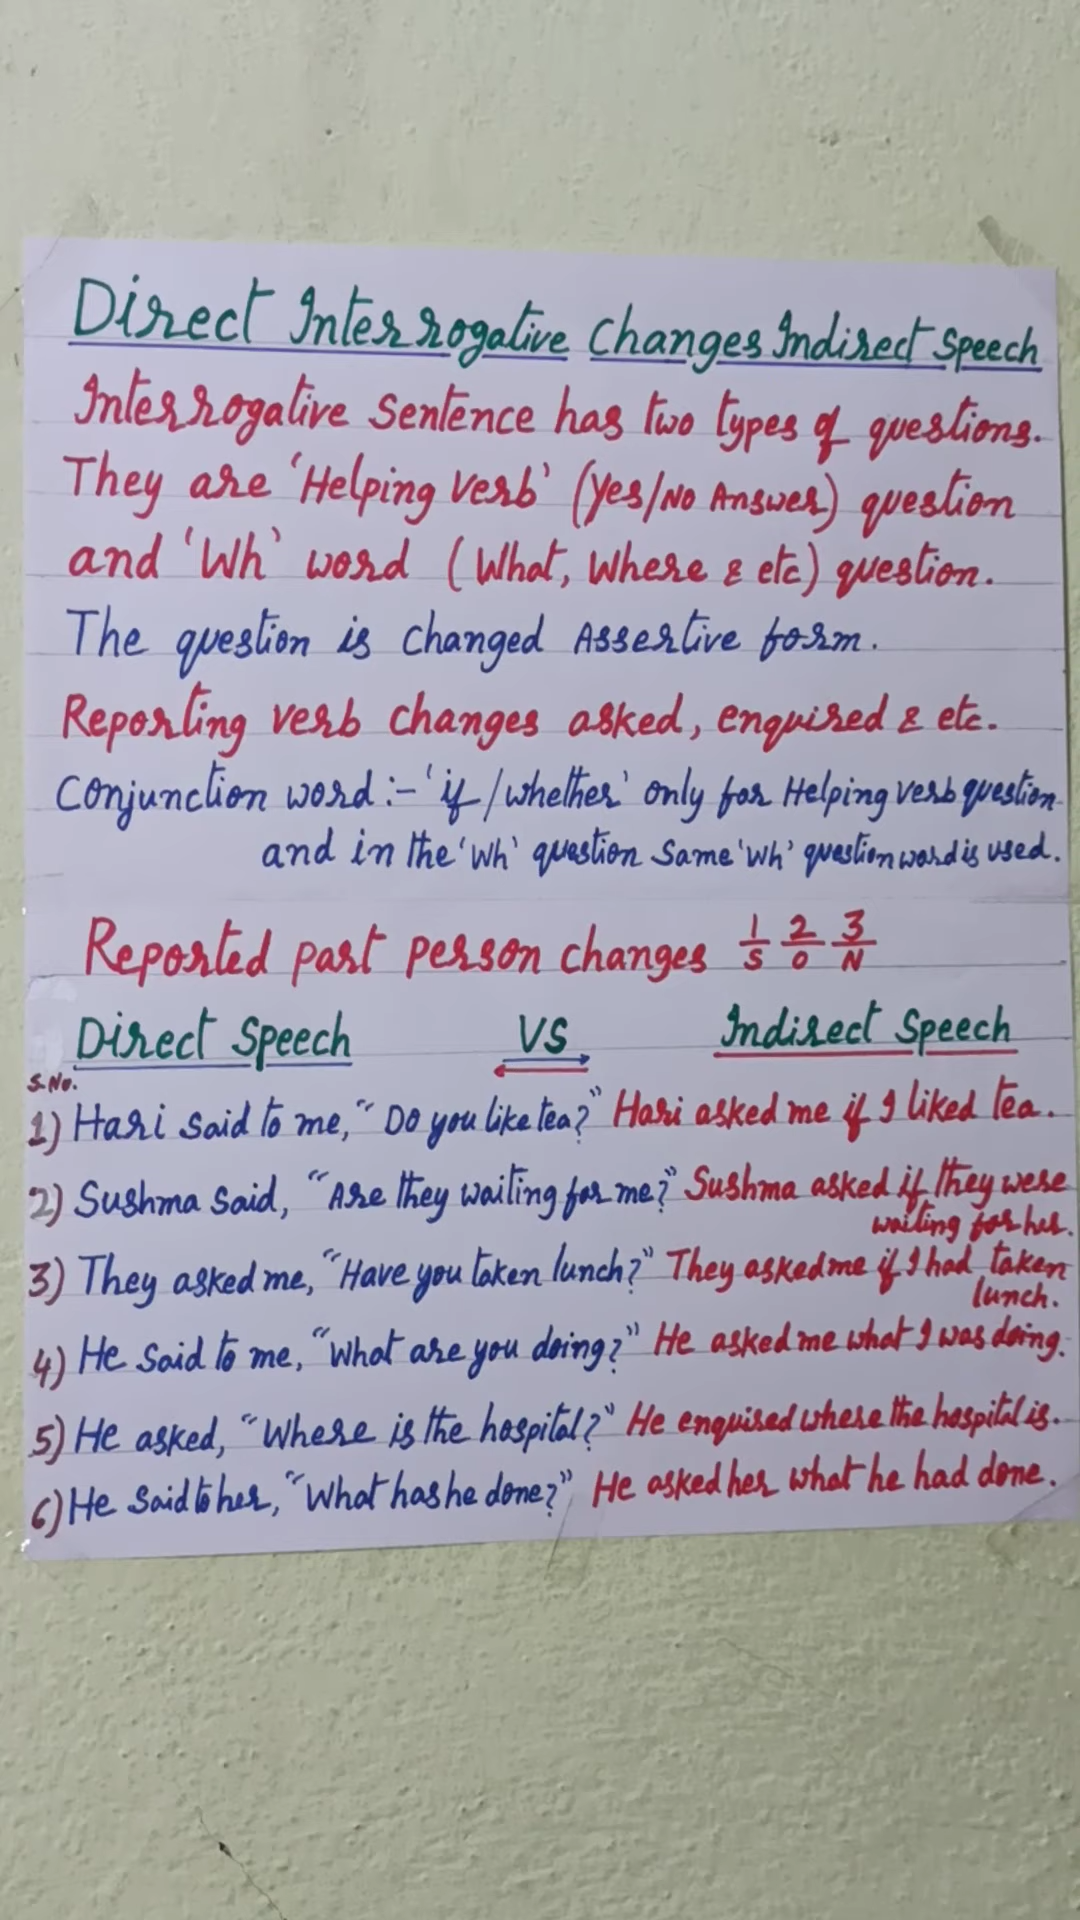 Direct Interrogative Changes Indirect Speech
Interrogative Sentence has two types of questions.
They are 'Helping verb' (Yes/No Answer) question
and 'Wh' word (What, Where & etc) question.
The question is changed Assertive form.
Reporting verb changes asked, enquired & etc.
Conjunction word :- 'if/whether' only for Helping verb question
and in the 'Wh' question Same 'Wh' question word is used.
Reported part person changes 1/S 2/O 3/N
Direct Speech VS Indirect Speech
S.No.
1) Hari said to me, "Do you like tea?" Hari asked me if I liked tea.
2) Sushma said, "Are they waiting for me?" Sushma asked if they were
waiting for her.
3) They asked me, "Have you taken lunch?" They asked me if I had taken
lunch.
4) He said to me, "What are you doing?" He asked me what I was doing.
5) He asked, "Where is the hospital?" He enquired where the hospital is.
6) He said to her, "What has he done?" He asked her what he had done.